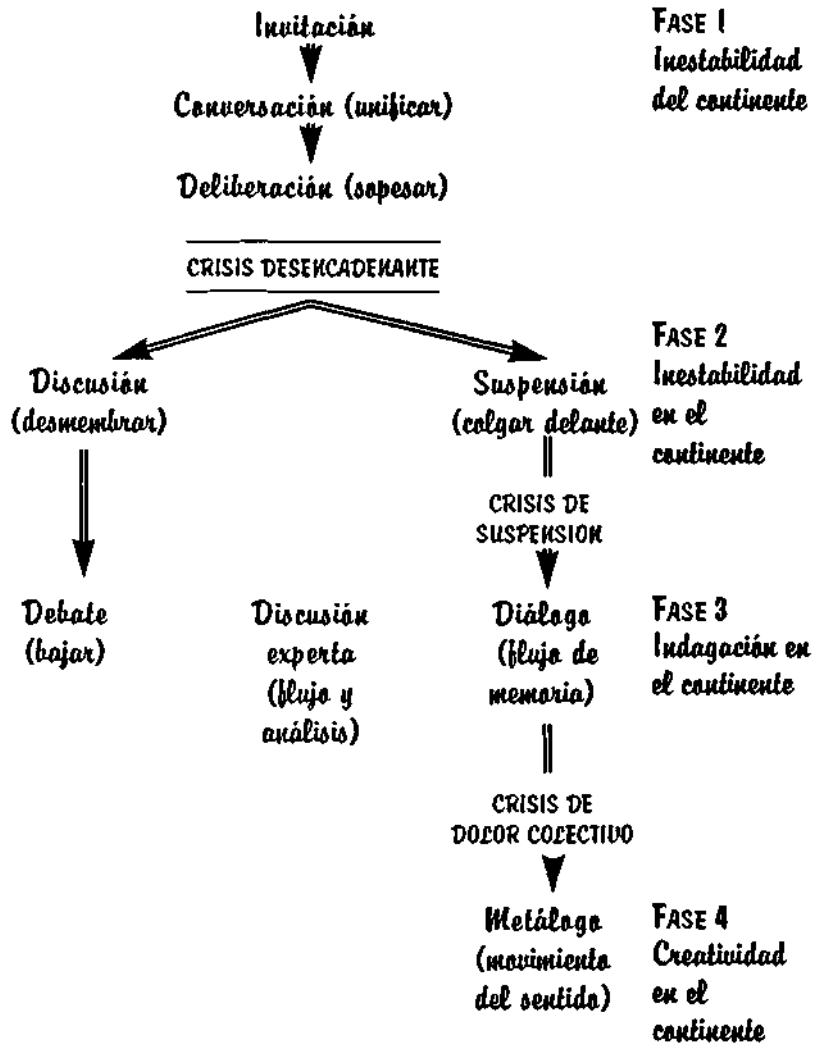 Invitación
FASE 1
Inestabilidad
del continente
Conversación (unificar)
Deliberación (sopesar)
CRISIS DESENCADENANTE
FASE 2
Inestabilidad
en el
continente
Discusión
(desmembrar)
Suspensión
(colgar delante)
CRISIS DE
SUSPENSION
Debate
(bajar)
Discusión
experta
(flujo y
análisis)
Diálogo
(flujo de
memoria)
FASE 3
Indagación en
el continente
CRISIS DE
DOLOR COLECTIVO
Metálogo
(movimiento
del sentido)
FASE 4
Creatividad
en el
continente